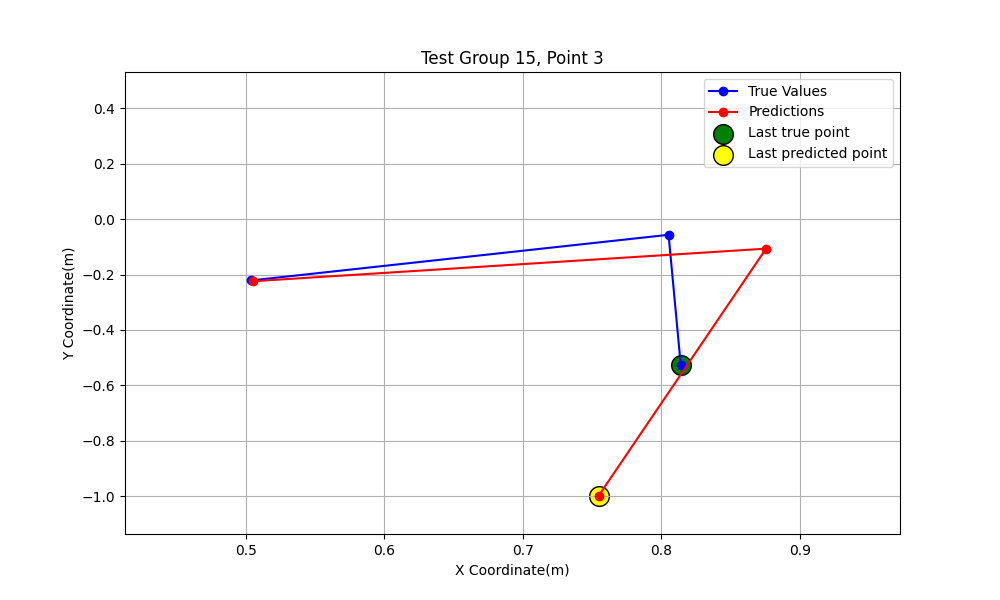 Test Group 15, Point 3
True Values
Predictions
Last true point
Last predicted point
Y Coordinate(m)
0.4
0.2
0.0
−0.2
−0.4
−0.6
−0.8
−1.0
0.5 0.6 0.7 0.8 0.9
X Coordinate(m)